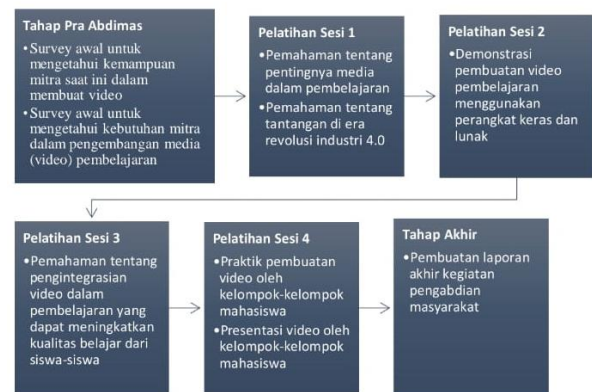 Tahap Pra Abdimas
•Survey awal untuk
mengetahui kemampuan
mitra saat ini dalam
membuat video
•Survey awal untuk
mengetahui kebutuhan mitra
dalam pengembangan media
(video) pembelajaran
Pelatihan Sesi 1
•Pemahaman tentang
pentingnya media
dalam pembelajaran
•Pemahaman tentang
tantangan di era
revolusi industri 4.0
Pelatihan Sesi 2
•Demonstrasi
pembuatan video
pembelajaran
menggunakan
perangkat keras dan
lunak
Pelatihan Sesi 3
•Pemahaman tentang
pengintegrasian
video dalam
pembelajaran yang
dapat meningkatkan
kualitas belajar dari
siswa-siswa
Pelatihan Sesi 4
•Praktik pembuatan
video oleh
kelompok-kelompok
mahasiswa
•Presentasi video oleh
kelompok-kelompok
mahasiswa
Tahap Akhir
•Pembuatan laporan
akhir kegiatan
pengabdian
masyarakat